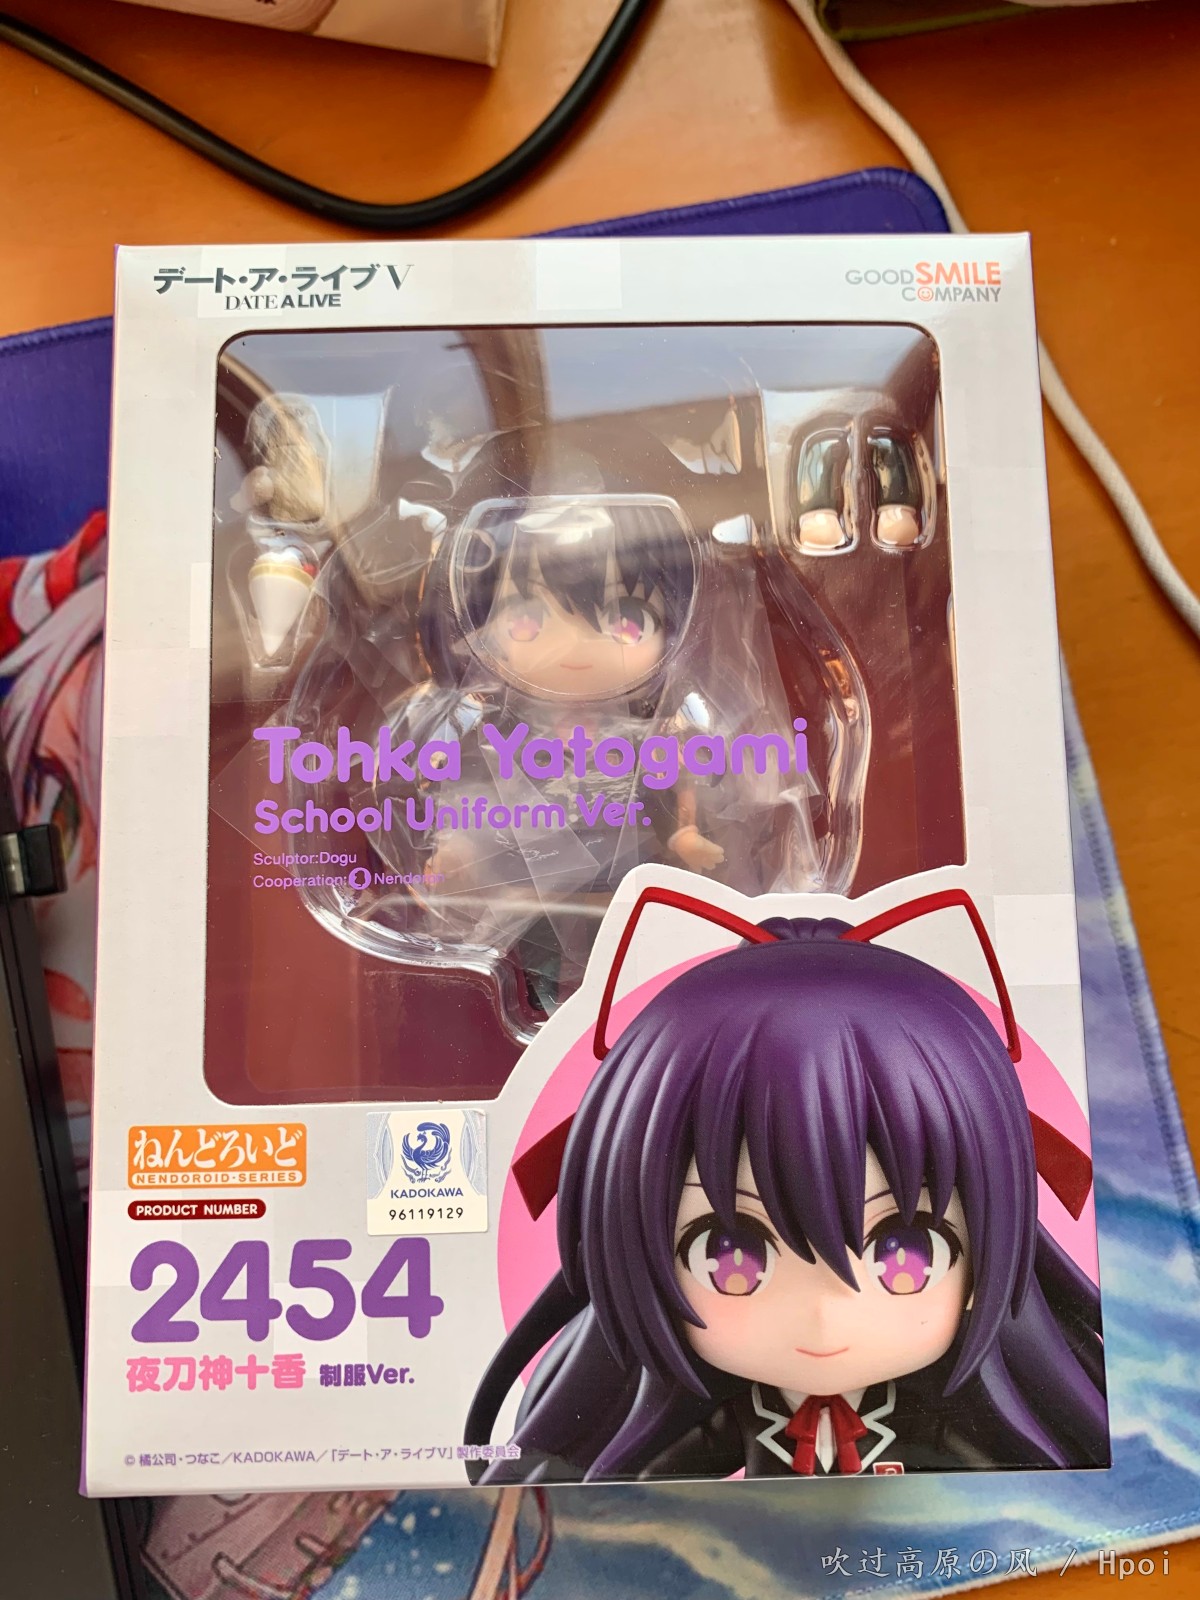 デート・ア・ライブV
DATE A LIVE
GOOD SMILE
COMPANY
Tohka Yatogami
School Uniform Ver.
Sculptor:Dogu
Cooperation: Nendoron
ねんどろいど
NENDOROID・SERIES
PRODUCT NUMBER
KADOKAWA
96119129
2454
夜刀神十香 制服Ver.
© 橘公司・つなこ／KADOKAWA／「デート・ア・ライブV」製作委員会
吹过高原の风 / Hpoi